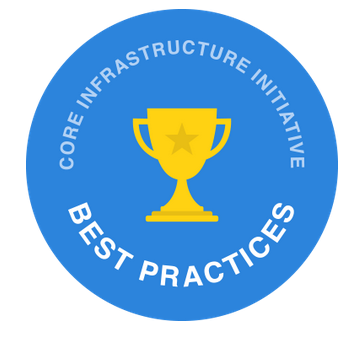 CORE INFRASTRUCTURE INITIATIVE
BEST PRACTICES